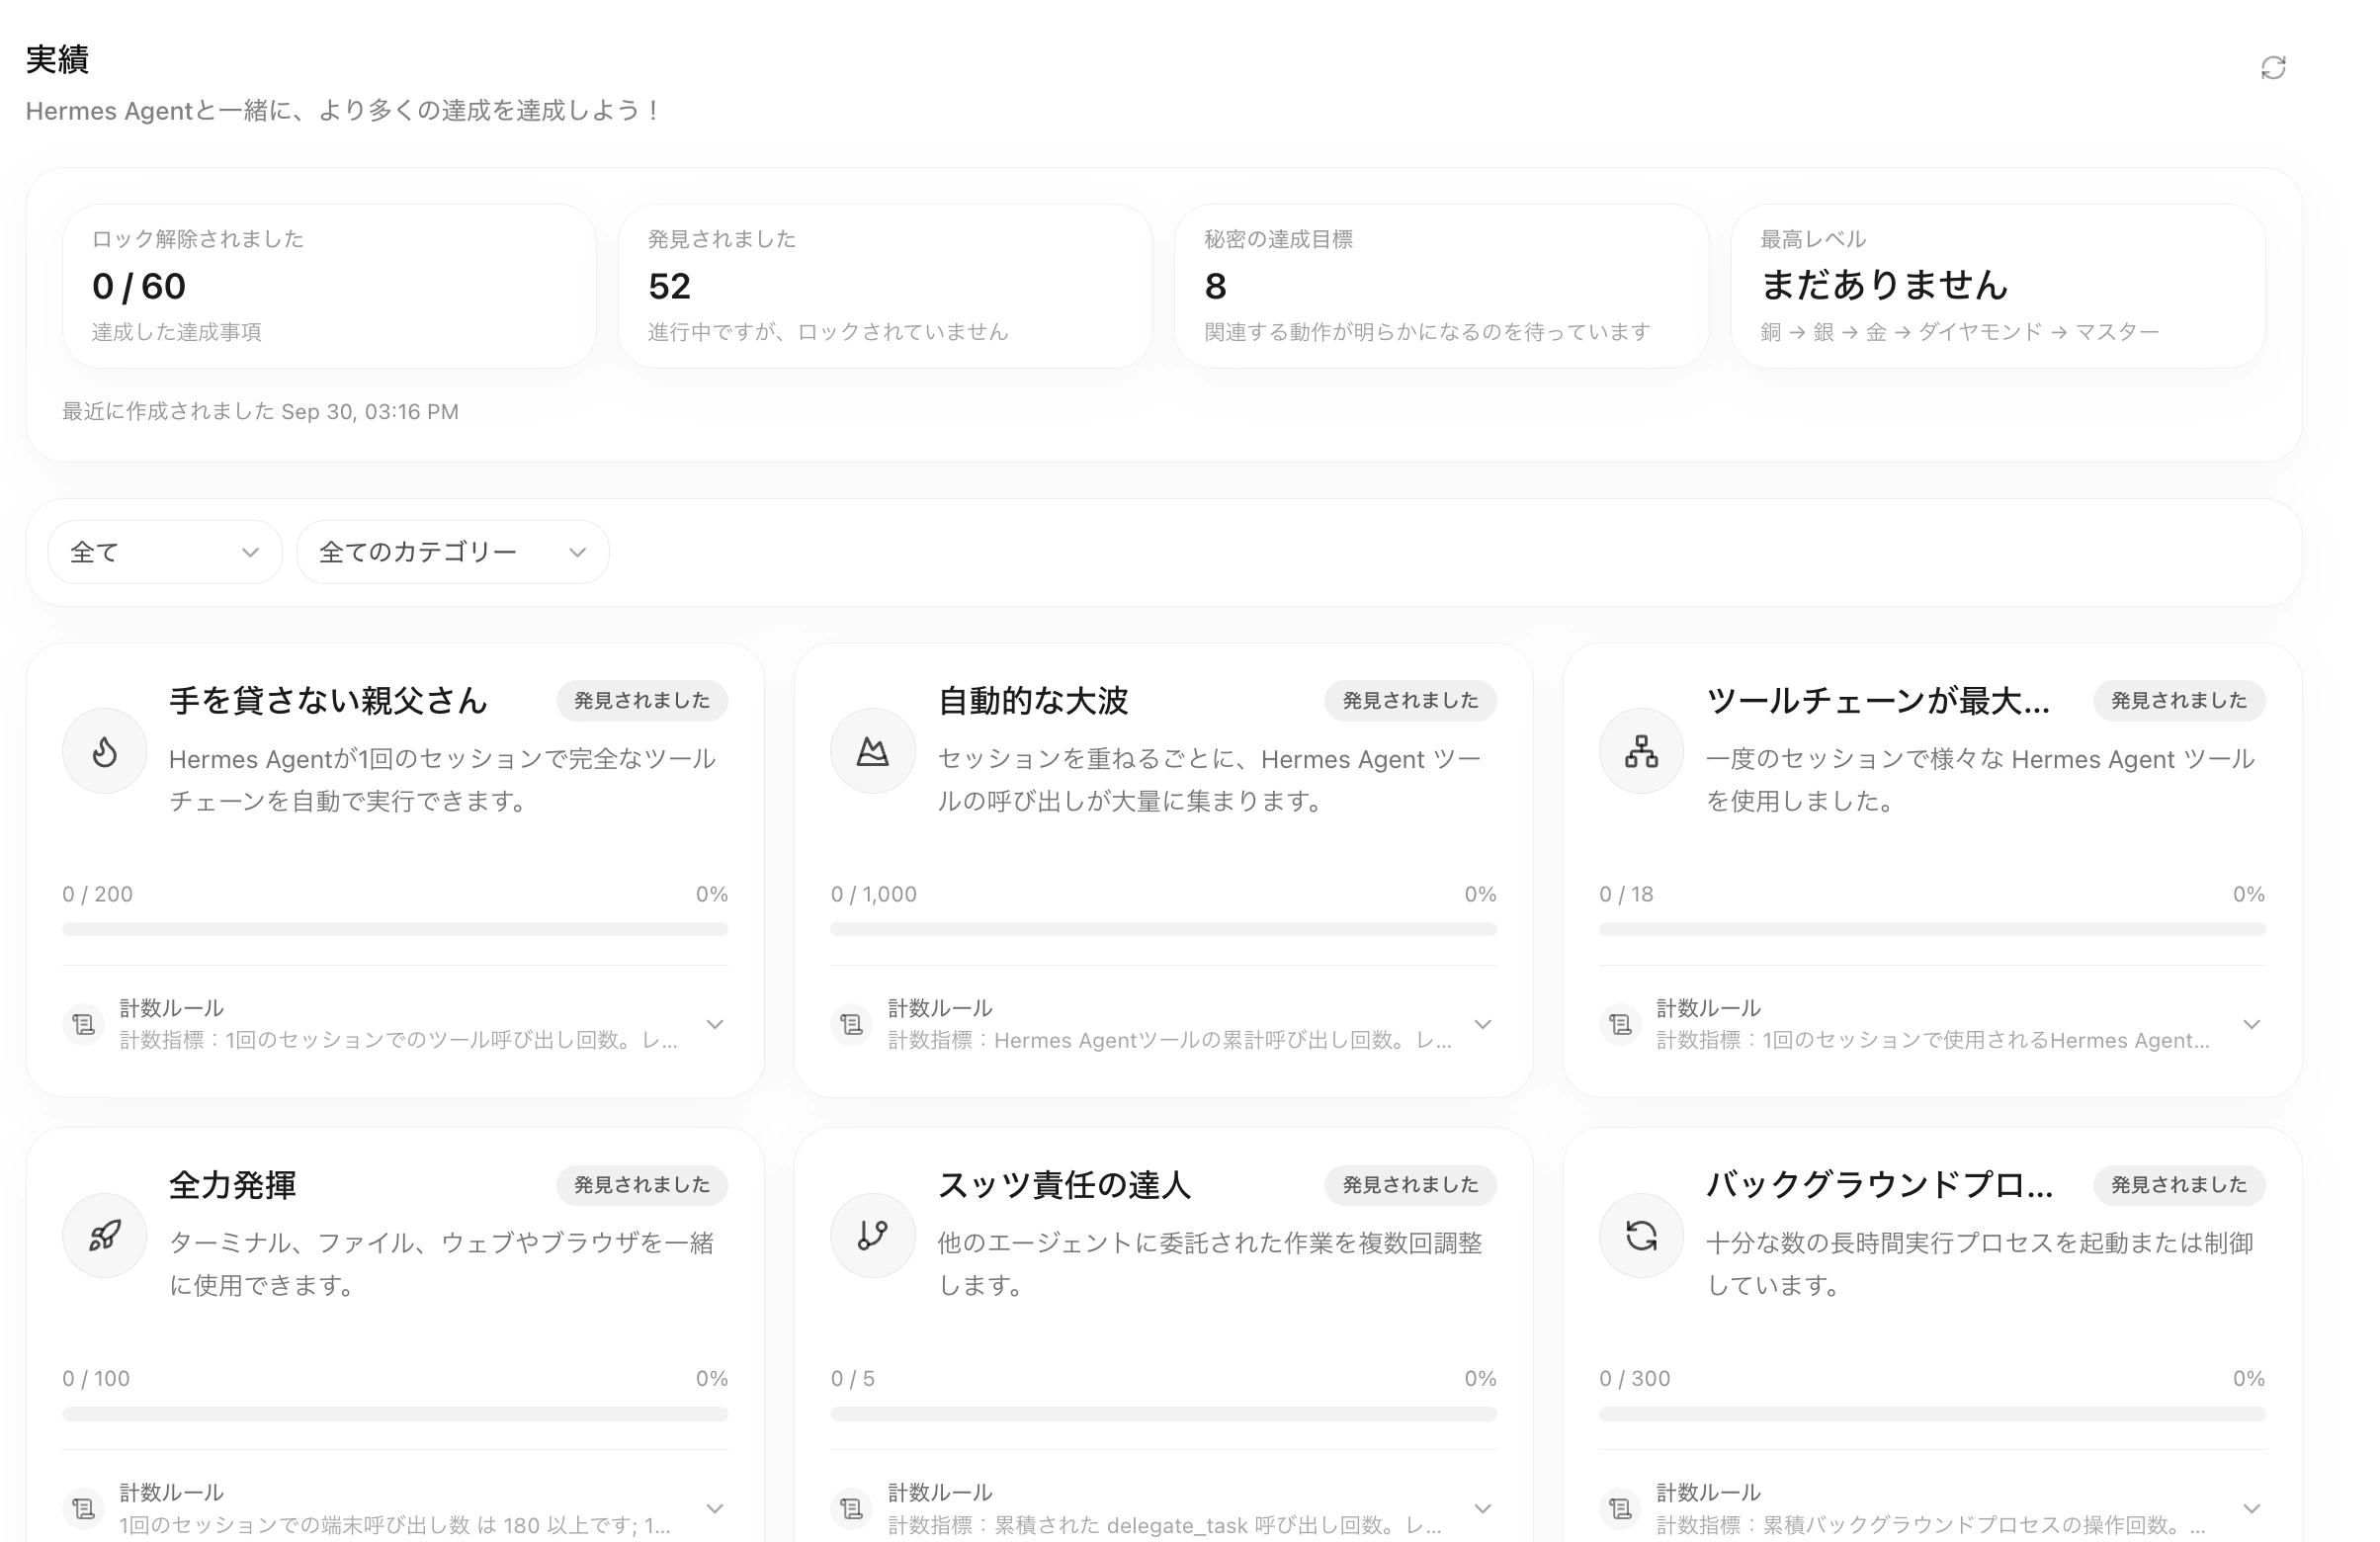 実績
Hermes Agentと一緒に、より多くの達成を達成しよう！
ロック解除されました
0 / 60
達成した達成事項
発見されました
52
進行中ですが、ロックされていません
秘密の達成目標
8
関連する動作が明らかになるのを待っています
最高レベル
まだありません
銅 → 銀 → 金 → ダイヤモンド → マスター
最近に作成されました Sep 30, 03:16 PM
全て
全てのカテゴリー
手を貸さない親父さん
発見されました
Hermes Agentが1回のセッションで完全なツール
チェーンを自動で実行できます。
0 / 200
0%
計数ルール
計数指標：1回のセッションでのツール呼び出し回数。レ...
自動的な大波
発見されました
セッションを重ねるごとに、Hermes Agent ツー
ルの呼び出しが大量に集まります。
0 / 1,000
0%
計数ルール
計数指標：Hermes Agentツールの累計呼び出し回数。レ...
ツールチェーンが最大...
発見されました
一度のセッションで様々な Hermes Agent ツール
を使用しました。
0 / 18
0%
計数ルール
計数指標：1回のセッションで使用されるHermes Agent...
全力発揮
発見されました
ターミナル、ファイル、ウェブやブラウザを一緒
に使用できます。
0 / 100
0%
計数ルール
1回のセッションでの端末呼び出し数 は 180 以上です; 1...
スッツ責任の達人
発見されました
他のエージェントに委託された作業を複数回調整
します。
0 / 5
0%
計数ルール
計数指標：累積された delegate_task 呼び出し回数。レ...
バックグラウンドプロ...
発見されました
十分な数の長時間実行プロセスを起動または制御
しています。
0 / 300
0%
計数ルール
計数指標：累積バックグラウンドプロセスの操作回数。...